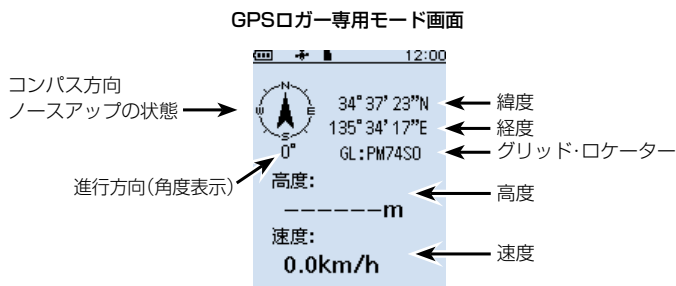 GPSロガー専用モード画面
12:00
コンパス方向
ノースアップの状態
N
W E
S
34°37'23"N
緯度
135°34'17"E
経度
0°
GL:PM74SO
グリッド・ロケーター
進行方向(角度表示)
高度:
------m
高度
速度:
0.0km/h
速度